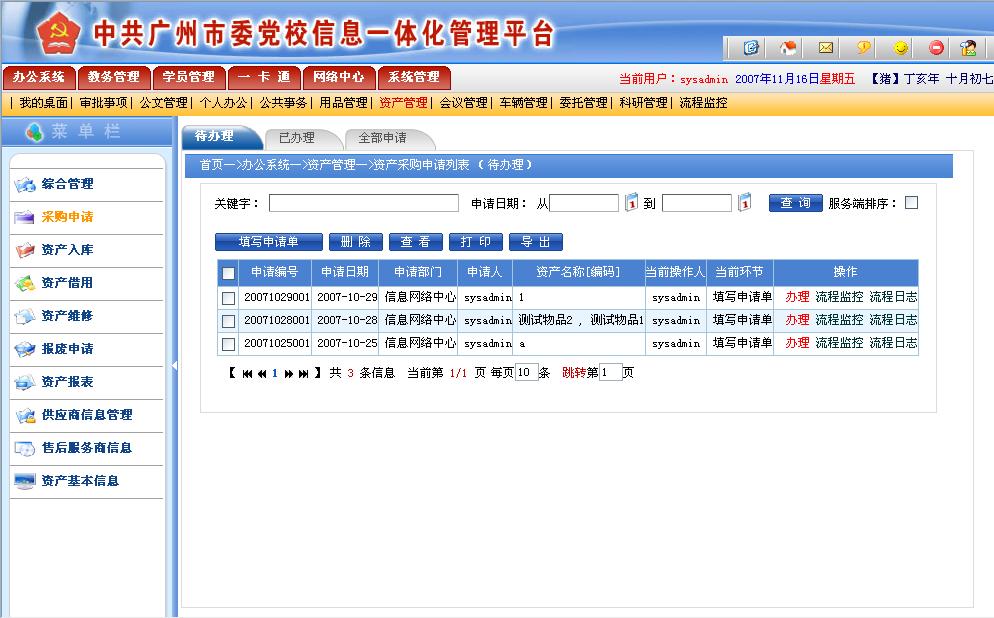 中共广州市委党校信息一体化管理平台
办公系统 教务管理 学员管理 一 卡 通 网络中心 系统管理
当前用户：sysadmin 2007年11月16日星期五 【猪】丁亥年 十月初七
| 我的桌面| 审批事项| 公文管理| 个人办公| 公共事务| 用品管理| 资产管理| 会议管理| 车辆管理| 委托管理| 科研管理| 流程监控
菜 单 栏
综合管理
采购申请
资产入库
资产借用
资产维修
报废申请
资产报表
供应商信息管理
售后服务商信息
资产基本信息
待办理 已办理 全部申请
首页—>办公系统—>资产管理—>资产采购申请列表 ( 待办理 )
关键字： 申请日期： 从 到 查 询 服务端排序：
填写申请单 删 除 查 看 打 印 导 出
申请编号 申请日期 申请部门 申请人 资产名称[编码] 当前操作人 当前环节 操作
20071029001 2007-10-29 信息网络中心 sysadmin 1 sysadmin 填写申请单 办理 流程监控 流程日志
20071028001 2007-10-28 信息网络中心 sysadmin 测试物品2 , 测试物品1 sysadmin 填写申请单 办理 流程监控 流程日志
20071025001 2007-10-25 信息网络中心 sysadmin a sysadmin 填写申请单 办理 流程监控 流程日志
【 1 】 共 3 条信息 当前第 1/1 页 每页10条 跳转第1页